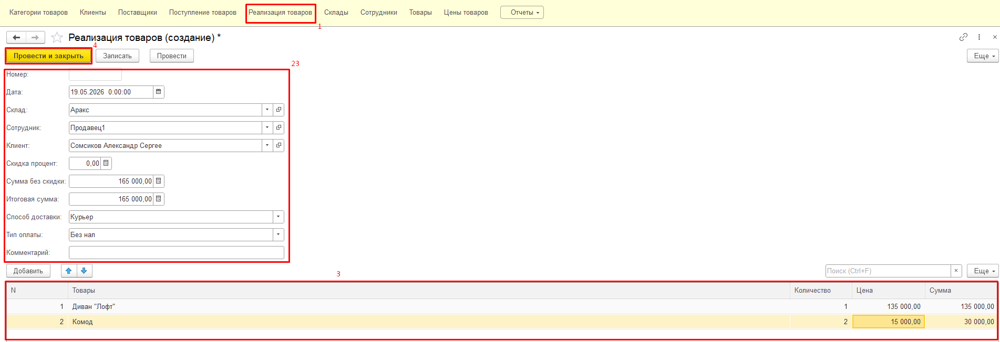 Категории товаров Клиенты Поставщики Поступление товаров Реализация товаров Склады Сотрудники Товары Цены товаров Отчеты
1
Реализация товаров (создание) *
4
Провести и закрыть Записать Провести Еще
23
Номер:
Дата: 19.05.2026 0:00:00
Склад: Аракс
Сотрудник: Продавец1
Клиент: Сомсиков Александр Сергее
Скидка процент: 0,00
Сумма без скидки: 165 000,00
Итоговая сумма: 165 000,00
Способ доставки: Курьер
Тип оплаты: Без нал
Комментарий:
Добавить Поиск (Ctrl+F) × Еще
3
N Товары Количество Цена Сумма
1 Диван "Лофт" 1 135 000,00 135 000,00
2 Комод 2 15 000,00 30 000,00